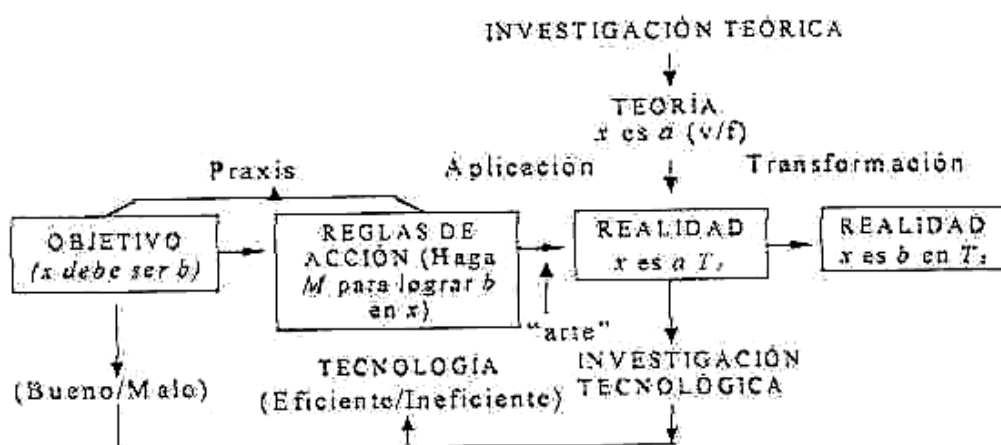 INVESTIGACIÓN TEÓRICA
TEORÍA
x es a (v/f)
Praxis
Aplicación
Transformación
OBJETIVO
(x debe ser b)
REGLAS DE
ACCIÓN (Haga
M para lograr b
en x)
"arte"
REALIDAD
x es a T₁
REALIDAD
x es b en T₂
(Bueno/Malo)
TECNOLOGÍA
(Eficiente/Ineficiente)
INVESTIGACIÓN
TECNOLÓGICA